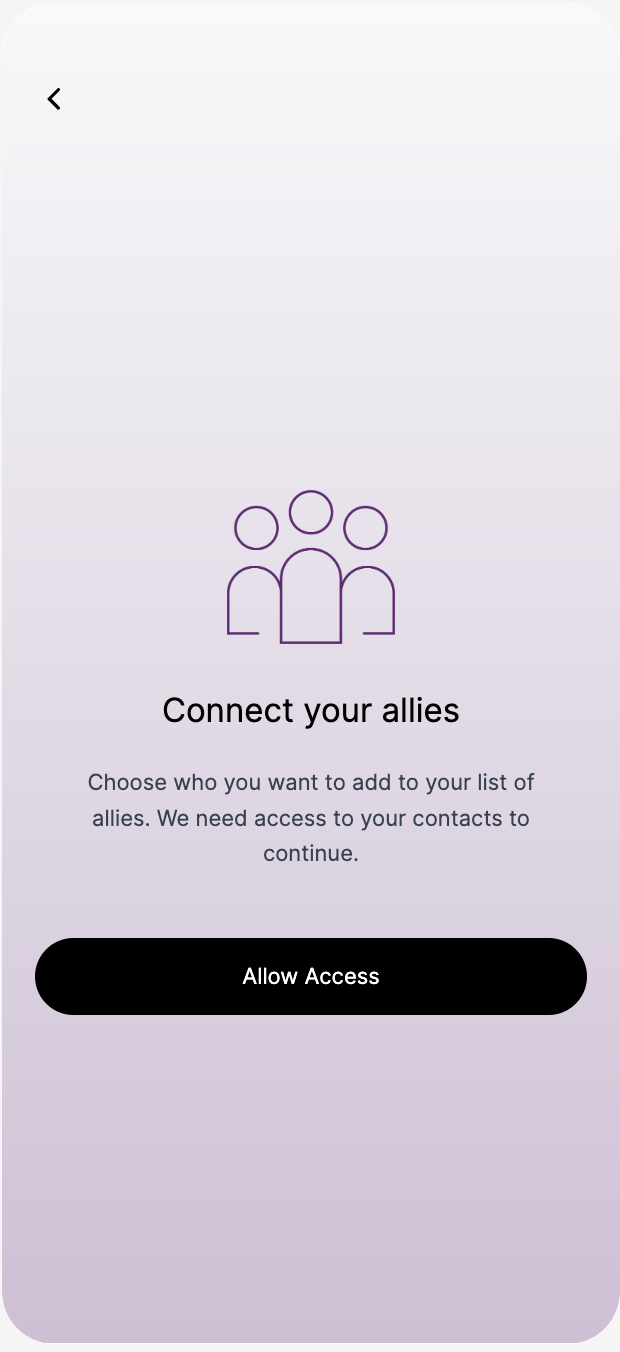 Connect your allies
Choose who you want to add to your list of
allies. We need access to your contacts to
continue.
Allow Access